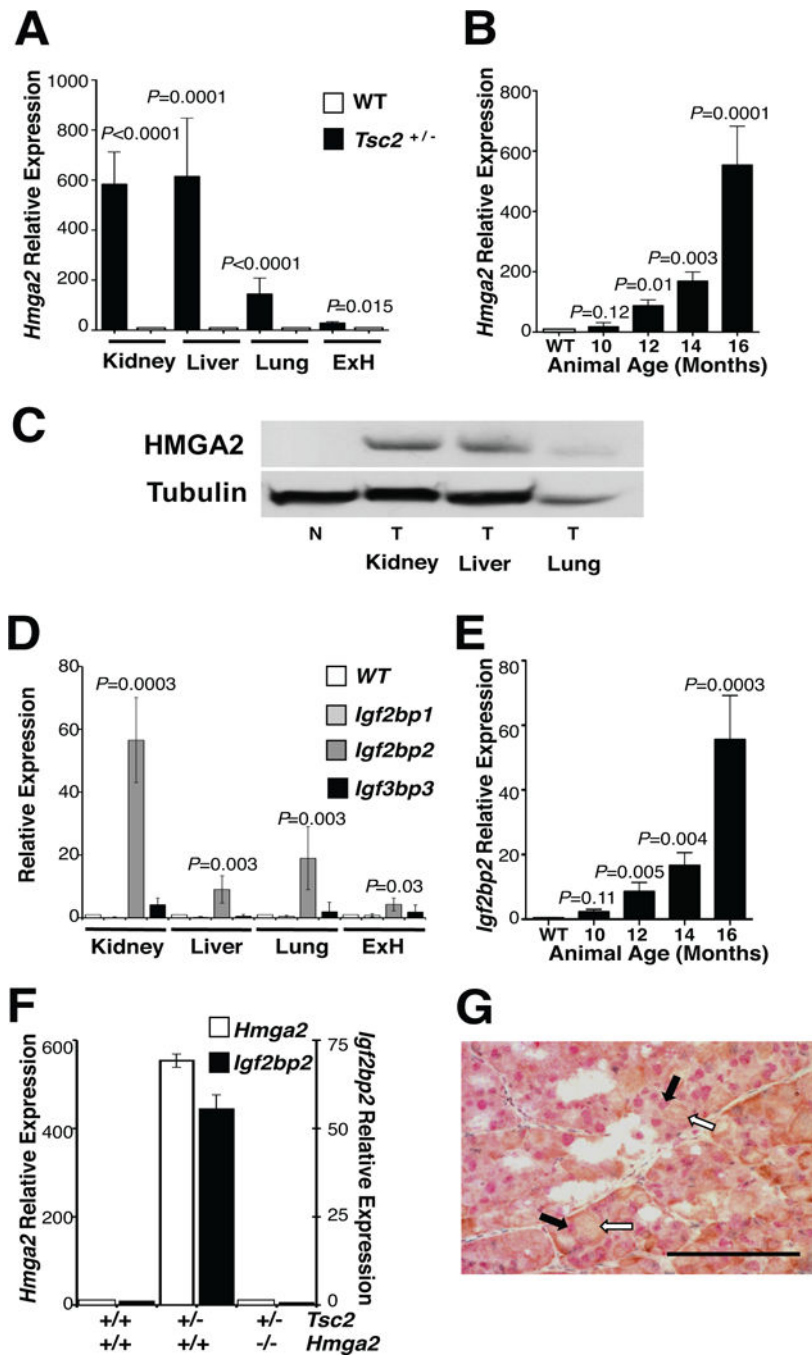 A
Hmga2 Relative Expression
1000
800
600
400
200
0
P<0.0001
P=0.0001
P<0.0001
P=0.015
WT
Tsc2 +/-
Kidney Liver Lung ExH
B
Hmga2 Relative Expression
800
600
400
200
0
P=0.12
P=0.01
P=0.003
P=0.0001
WT 10 12 14 16
Animal Age (Months)
C
HMGA2
Tubulin
N T T T
Kidney Liver Lung
D
Relative Expression
80
60
40
20
0
P=0.0003
P=0.003
P=0.003
P=0.03
WT
Igf2bp1
Igf2bp2
Igf3bp3
Kidney Liver Lung ExH
E
Igf2bp2 Relative Expression
80
60
40
20
0
P=0.11
P=0.005
P=0.004
P=0.0003
WT 10 12 14 16
Animal Age (Months)
F
Hmga2 Relative Expression
600
400
200
0
Hmga2
Igf2bp2
75
50
25
0
Igf2bp2 Relative Expression
+/+ +/- +/- Tsc2
+/+ +/+ -/- Hmga2
G